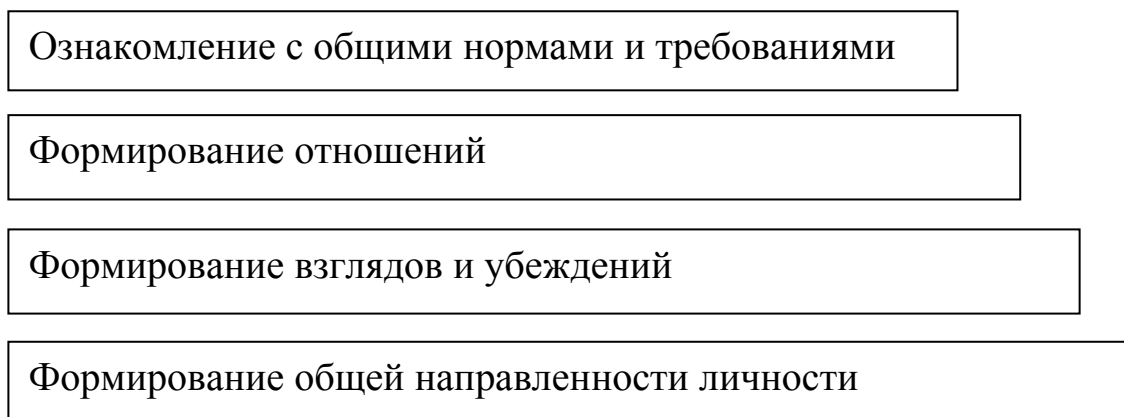 Ознакомление с общими нормами и требованиями
Формирование отношений
Формирование взглядов и убеждений
Формирование общей направленности личности